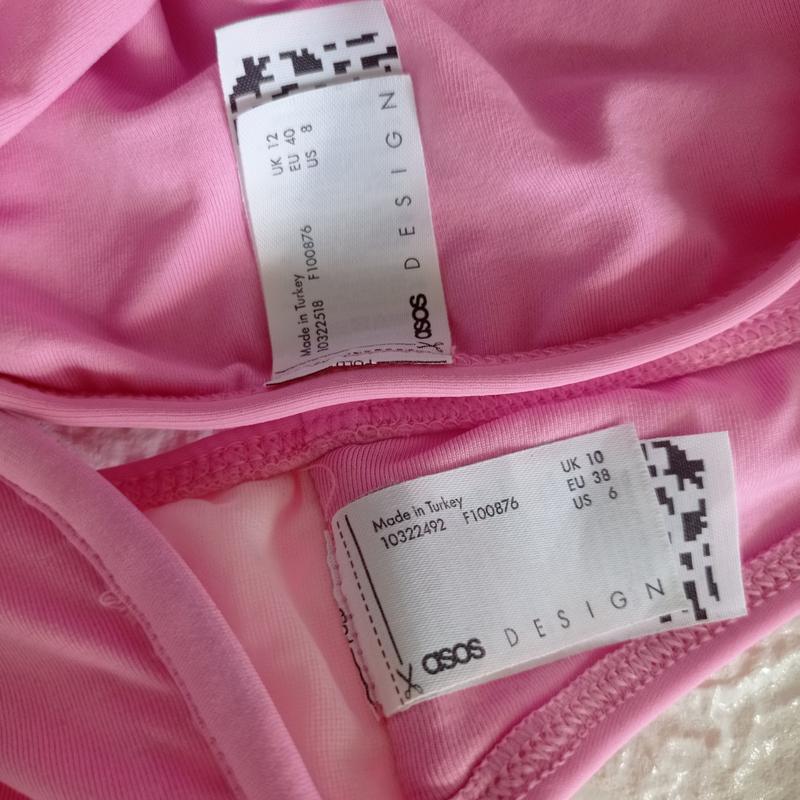 UK 12
EU 40
US 8
Made in Turkey
10322518 F100876
asos DESIGN
Made in Turkey
10322492 F100876
UK 10
EU 38
US 6
asos DESIGN